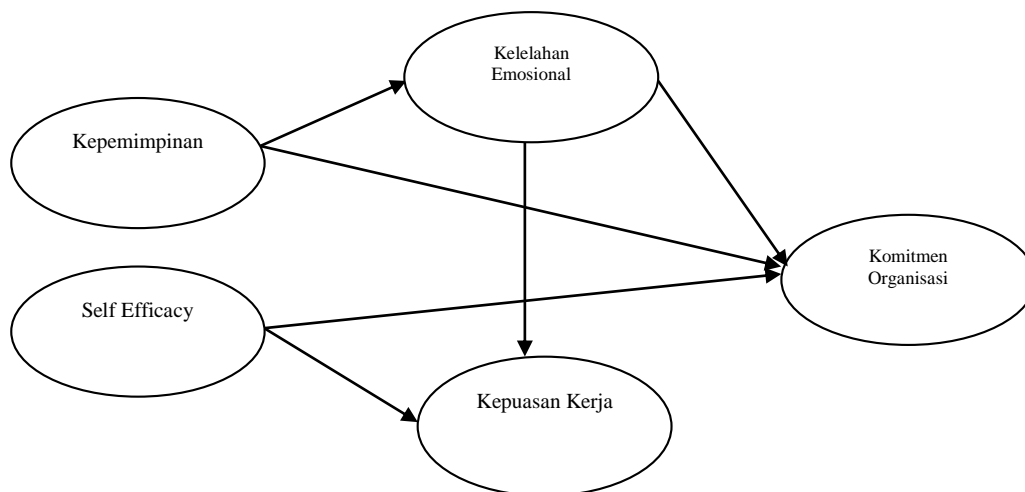 Kelelahan
Emosional
Kepemimpinan
Komitmen
Organisasi
Self Efficacy
Kepuasan Kerja